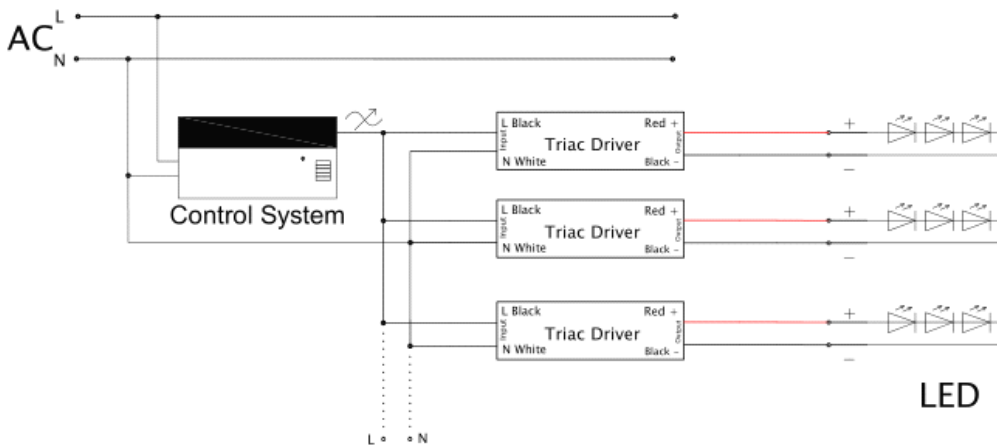 L
AC
N
Control System
L Black
Red +
Input
Triac Driver
Output
N White
Black -
+
-
L Black
Red +
Input
Triac Driver
Output
N White
Black -
+
-
L Black
Red +
Input
Triac Driver
Output
N White
Black -
+
-
LED
L
N